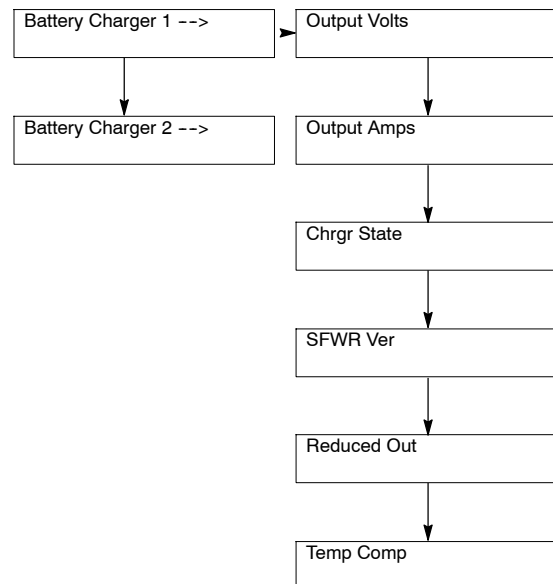 Battery Charger 1 -->
Output Volts
Battery Charger 2 -->
Output Amps
Chrgr State
SFWR Ver
Reduced Out
Temp Comp